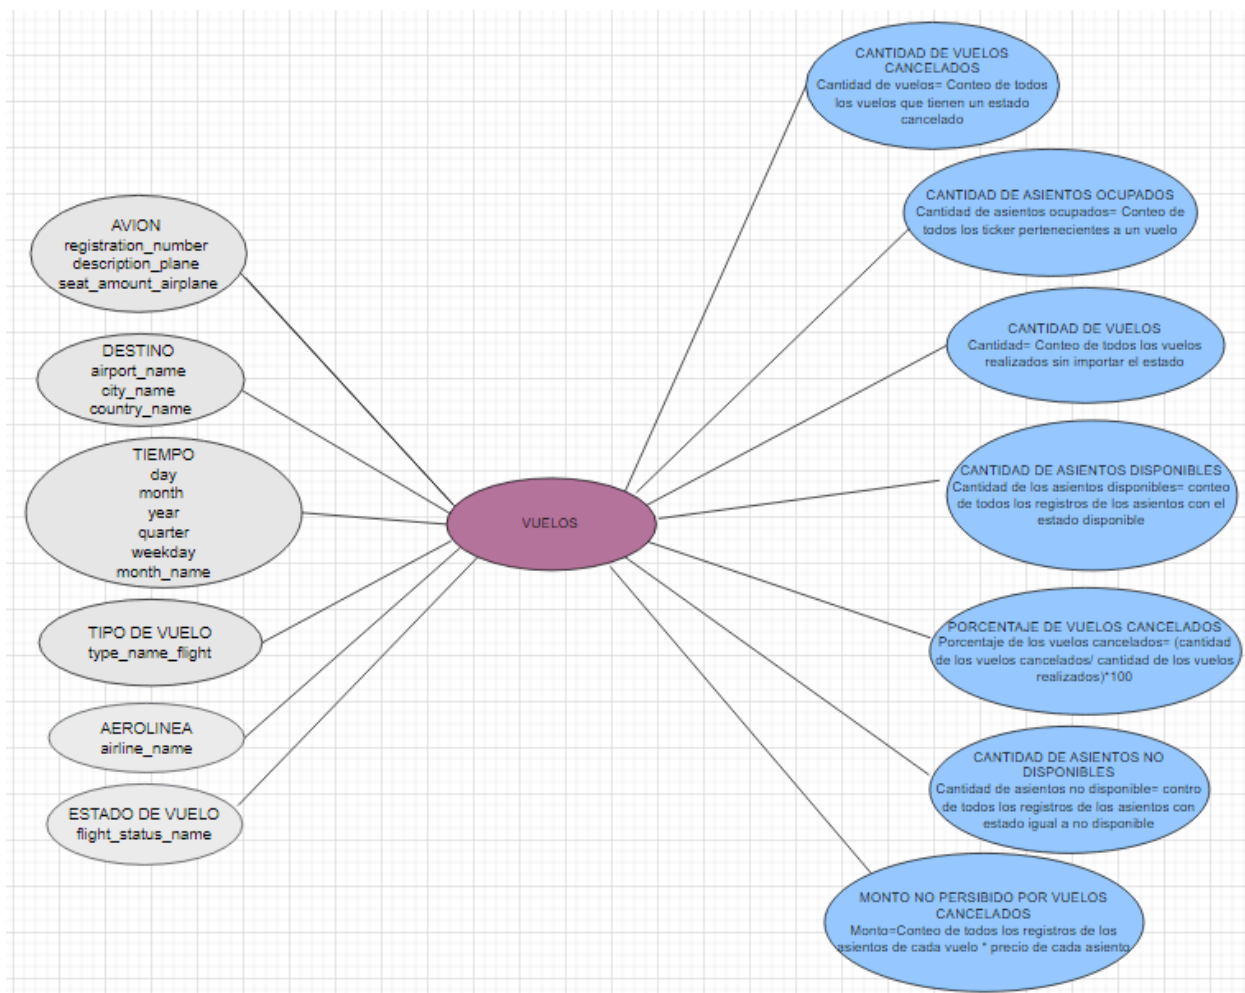 AVION
registration_number
description_plane
seat_amount_airplane
DESTINO
airport_name
city_name
country_name
TIEMPO
day
month
year
quarter
weekday
month_name
TIPO DE VUELO
type_name_flight
AEROLINEA
airline_name
ESTADO DE VUELO
flight_status_name
VUELOS
CANTIDAD DE VUELOS
CANCELADOS
Cantidad de vuelos= Conteo de todos
los vuelos que tienen un estado
cancelado
CANTIDAD DE ASIENTOS OCUPADOS
Cantidad de asientos ocupados= Conteo de
todos los ticker pertenecientes a un vuelo
CANTIDAD DE VUELOS
Cantidad= Conteo de todos los vuelos
realizados sin importar el estado
CANTIDAD DE ASIENTOS DISPONIBLES
Cantidad de los asientos disponibles= conteo
de todos los registros de los asientos con el
estado disponible
PORCENTAJE DE VUELOS CANCELADOS
Porcentaje de los vuelos cancelados= (cantidad
de los vuelos cancelados/ cantidad de los vuelos
realizados)*100
CANTIDAD DE ASIENTOS NO
DISPONIBLES
Cantidad de asientos no disponible= contro
de todos los registros de los asientos con
estado igual a no disponible
MONTO NO PERSIBIDO POR VUELOS
CANCELADOS
Monto=Conteo de todos los registros de los
asientos de cada vuelo * precio de cada asiento